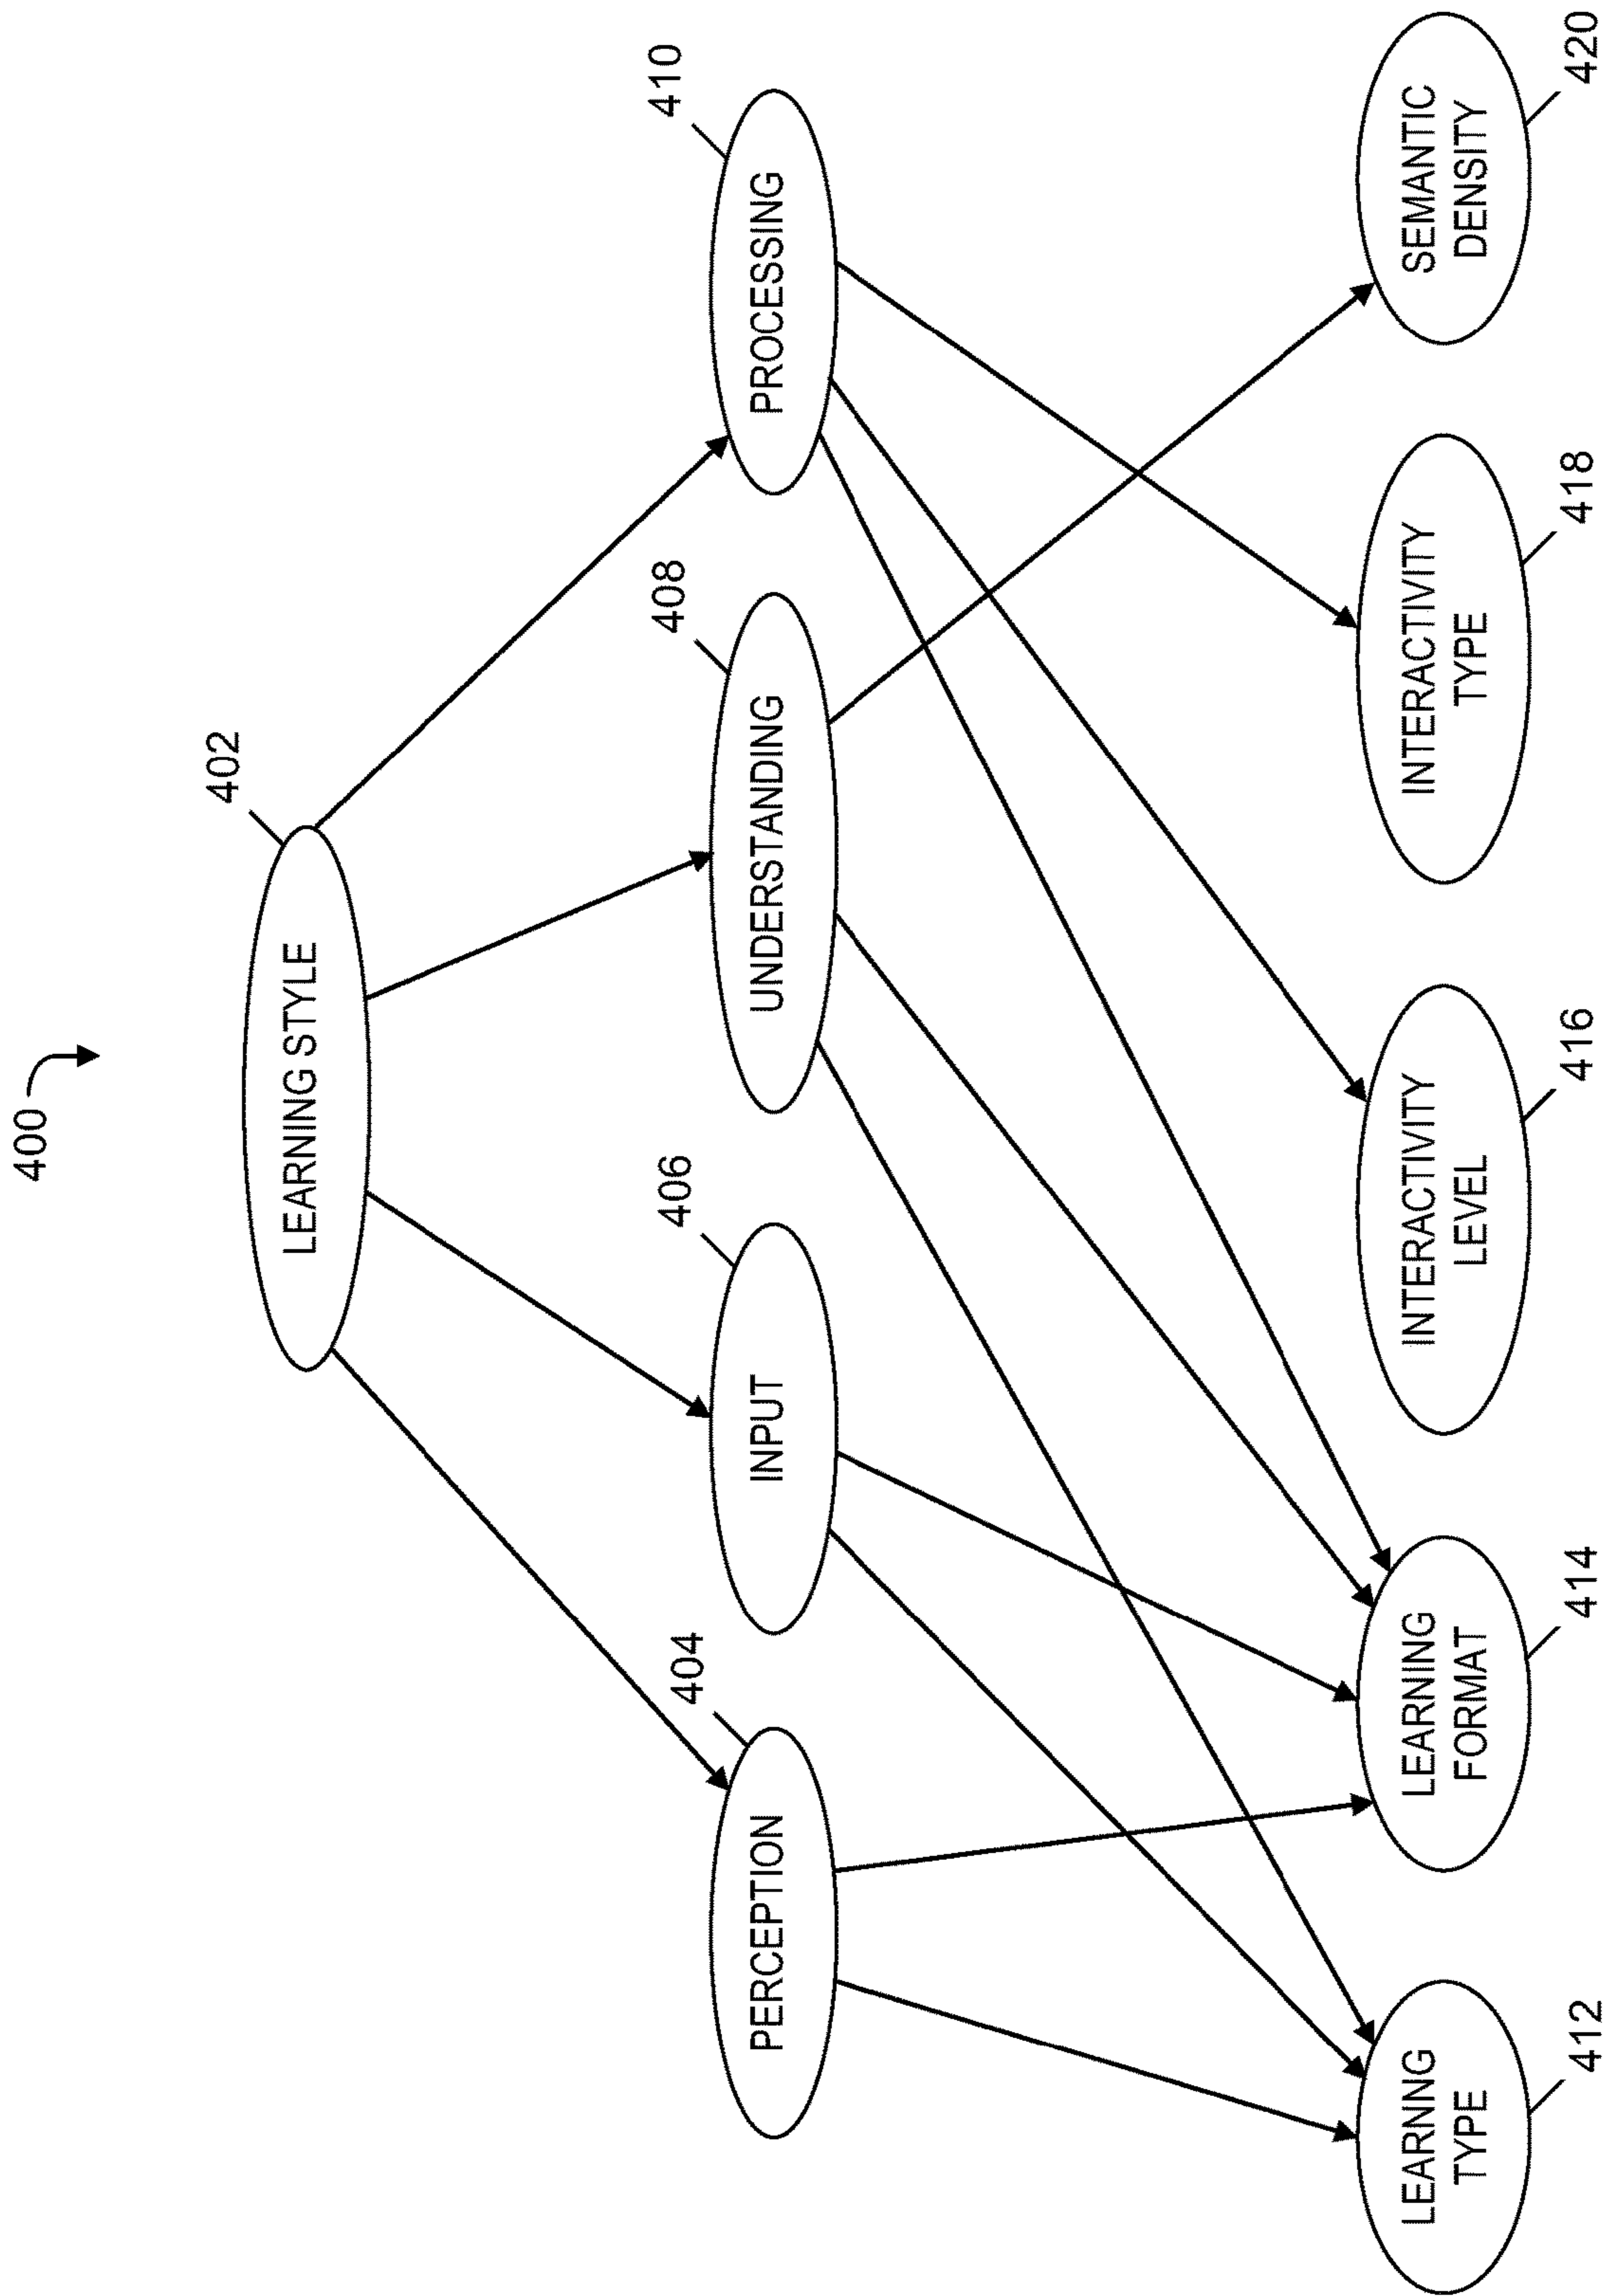 400
LEARNING STYLE
402
PERCEPTION
404
INPUT
406
UNDERSTANDING
408
PROCESSING
410
LEARNNG
TYPE
412
LEARNING
FORMAT
414
INTERACTIVITY
LEVEL
416
INTERACTIVITY
TYPE
418
SEMANTIC
DENSITY
420